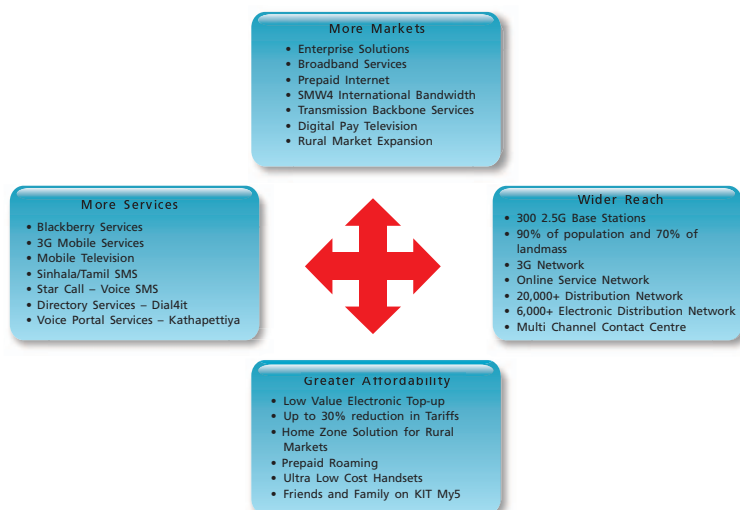 More Markets
• Enterprise Solutions
• Broadband Services
• Prepaid Internet
• SMW4 International Bandwidth
• Transmission Backbone Services
• Digital Pay Television
• Rural Market Expansion
More Services
• Blackberry Services
• 3G Mobile Services
• Mobile Television
• Sinhala/Tamil SMS
• Star Call – Voice SMS
• Directory Services – Dial4it
• Voice Portal Services – Kathapettiya
Wider Reach
• 300 2.5G Base Stations
• 90% of population and 70% of
landmass
• 3G Network
• Online Service Network
• 20,000+ Distribution Network
• 6,000+ Electronic Distribution Network
• Multi Channel Contact Centre
Greater Affordability
• Low Value Electronic Top-up
• Up to 30% reduction in Tariffs
• Home Zone Solution for Rural
Markets
• Prepaid Roaming
• Ultra Low Cost Handsets
• Friends and Family on KIT My5